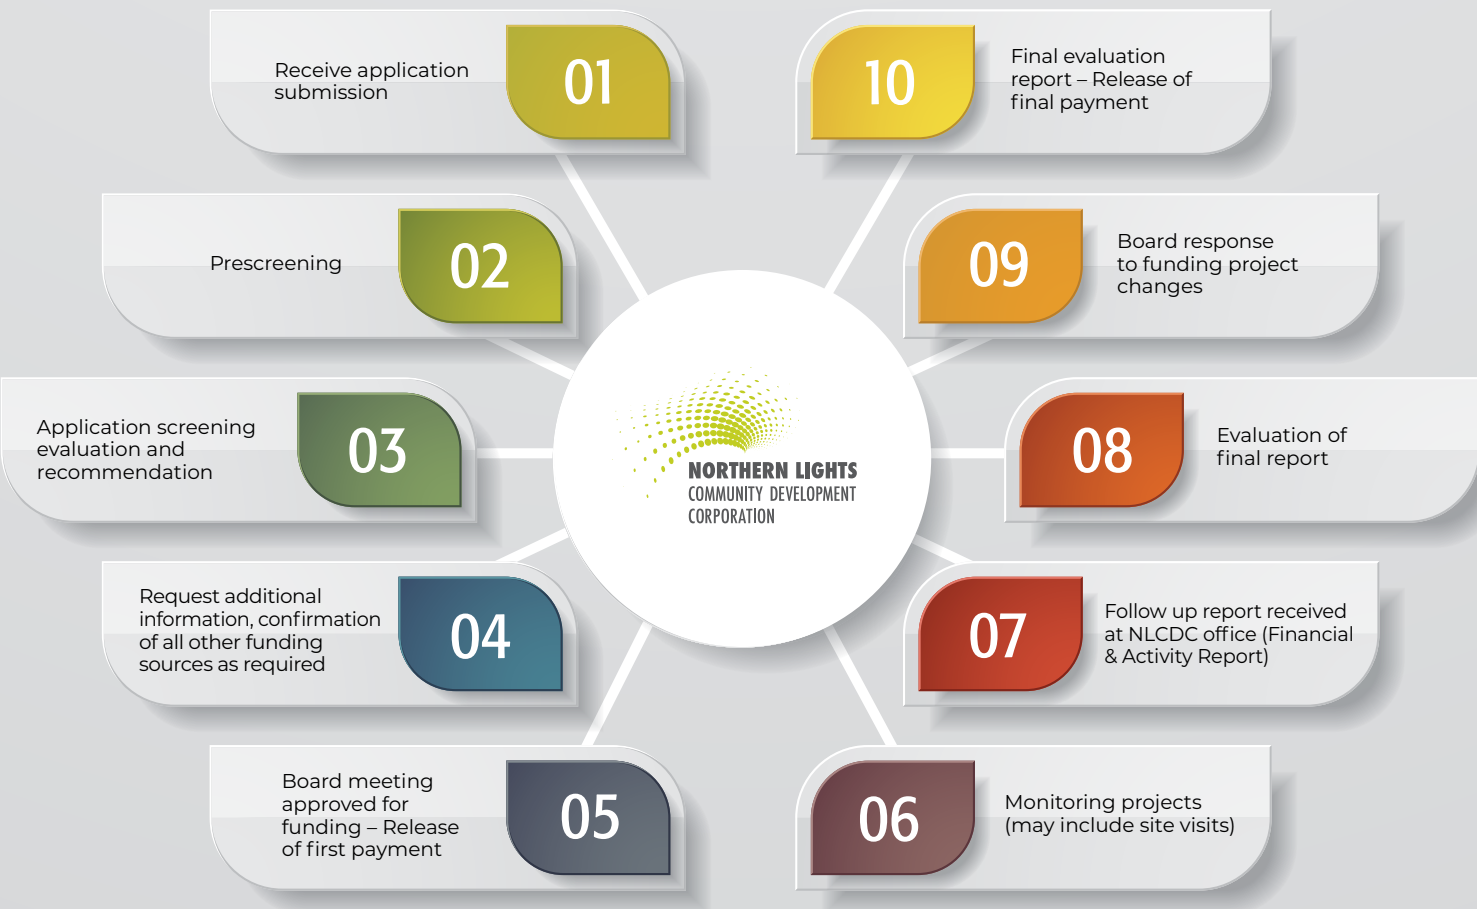 01
Receive application
submission
02
Prescreening
03
Application screening
evaluation and
recommendation
04
Request additional
information, confirmation
of all other funding
sources as required
05
Board meeting
approved for
funding – Release
of first payment
NORTHERN LIGHTS
COMMUNITY DEVELOPMENT
CORPORATION
06
Monitoring projects
(may include site visits)
07
Follow up report received
at NLCDC office (Financial
& Activity Report)
08
Evaluation of
final report
09
Board response
to funding project
changes
10
Final evaluation
report – Release of
final payment